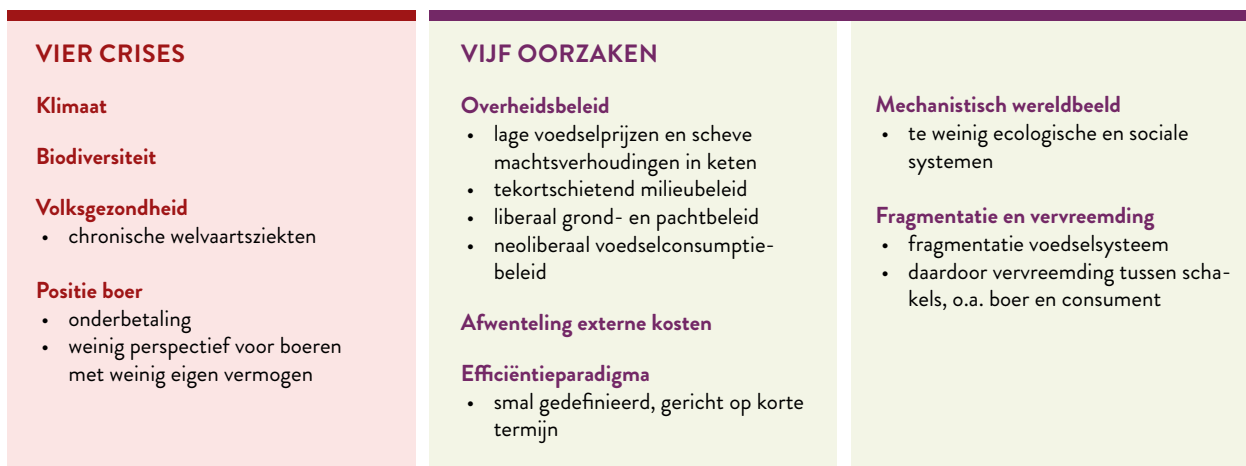 VIER CRISES
Klimaat
Biodiversiteit
Volksgezondheid
• chronische welvaartsziekten
Positie boer
• onderbetaling
• weinig perspectief voor boeren
met weinig eigen vermogen
VIJF OORZAKEN
Overheidsbeleid
• lage voedselprijzen en scheve
machtsverhoudingen in keten
• tekortschietend milieubeleid
• liberaal grond- en pachtbeleid
• neoliberaal voedselconsumptie-
beleid
Afwenteling externe kosten
Efficiëntieparadigma
• smal gedefinieerd, gericht op korte
termijn
Mechanistisch wereldbeeld
• te weinig ecologische en sociale
systemen
Fragmentatie en vervreemding
• fragmentatie voedselsysteem
• daardoor vervreemding tussen scha-
kels, o.a. boer en consument